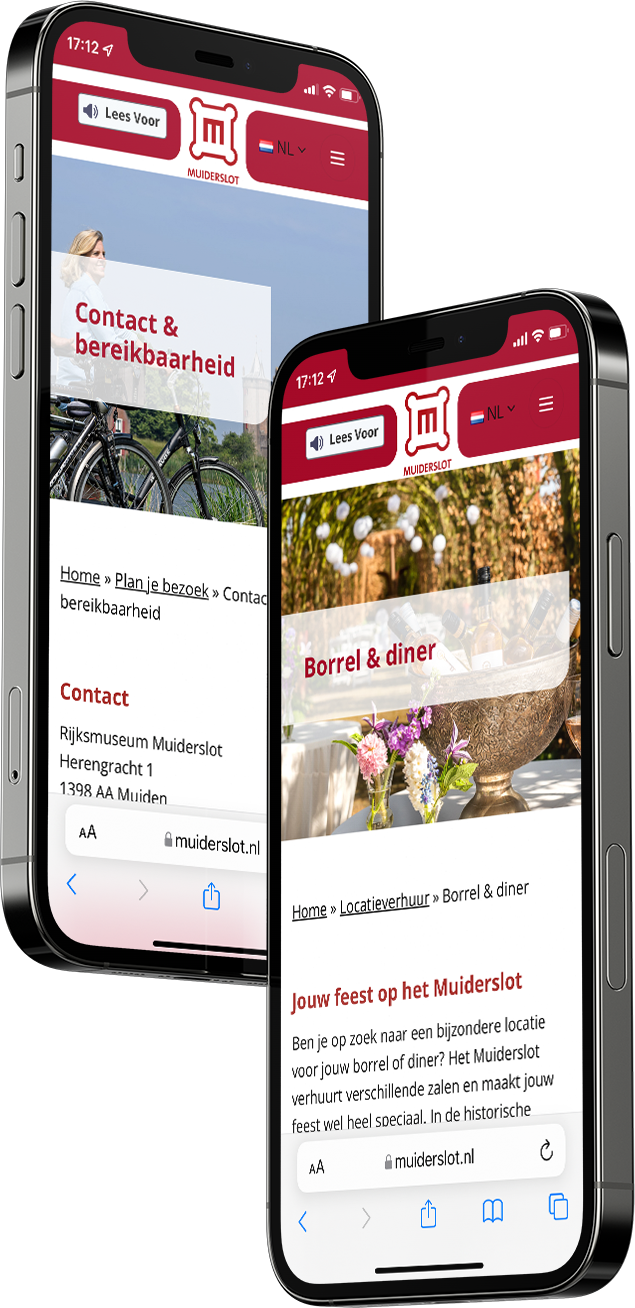 17:12
Lees Voor
M
MUIDERSLOT
NL
Contact &
bereikbaarheid
Home » Plan je bezoek » Contac
bereikbaarheid
Contact
Rijksmuseum Muiderslot
Herengracht 1
1398 AA Muiden
AA
muiderslot.nl
17:12
Lees Voor
M
MUIDERSLOT
NL
Borrel & diner
Home » Locatieverhuur » Borrel & diner
Jouw feest op het Muiderslot
Ben je op zoek naar een bijzondere locatie
voor jouw borrel of diner? Het Muiderslot
verhuurt verschillende zalen en maakt jouw
feest wel heel speciaal. In de historische
AA
muiderslot.nl